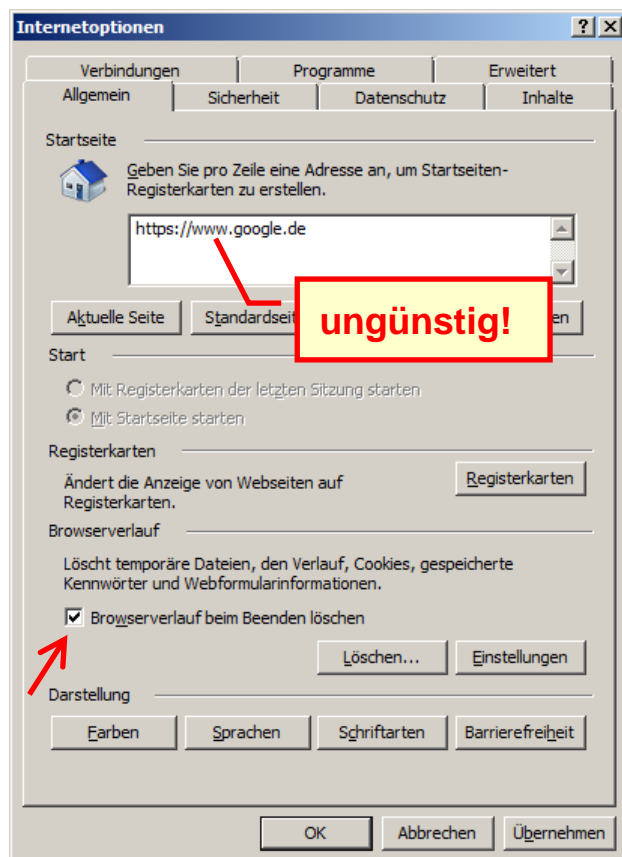 Internetoptionen
Verbindungen Programme Erweitert
Allgemein Sicherheit Datenschutz Inhalte
Startseite
Geben Sie pro Zeile eine Adresse an, um Startseiten-
Registerkarten zu erstellen.
https://www.google.de
ungünstig!
Aktuelle Seite
Start
Mit Registerkarten der letzten Sitzung starten
Mit Startseite starten
Registerkarten
Ändert die Anzeige von Webseiten auf
Registerkarten.
Registerkarten
Browserverlauf
Löscht temporäre Dateien, den Verlauf, Cookies, gespeicherte
Kennwörter und Webformularinformationen.
Browserverlauf beim Beenden löschen
Löschen... Einstellungen
Darstellung
Farben Sprachen Schriftarten Barrierefreiheit
OK Abbrechen Übernehmen